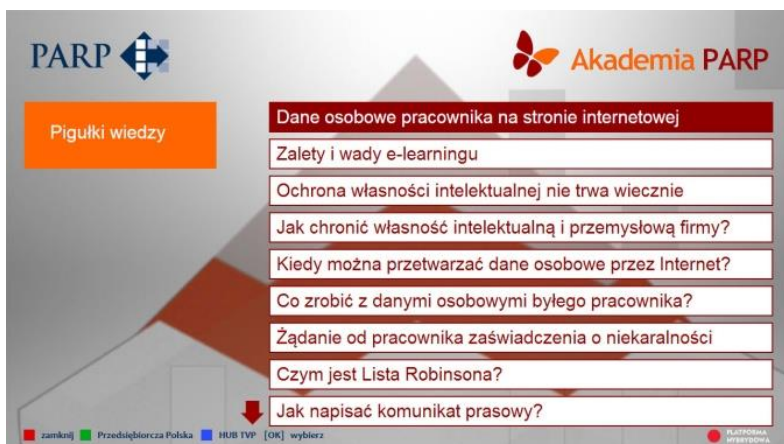 PARP
Akademia PARP
Pigułki wiedzy
Dane osobowe pracownika na stronie internetowej
Zalety i wady e-learningu
Ochrona własności intelektualnej nie trwa wiecznie
Jak chronić własność intelektualną i przemysłową firmy?
Kiedy można przetwarzać dane osobowe przez Internet?
Co zrobić z danymi osobowymi byłego pracownika?
Żądanie od pracownika zaświadczenia o niekaralności
Czym jest Lista Robinsona?
Jak napisać komunikat prasowy?
zamknij Przedsiębiorcza Polska HUB TVP [OK] wybierz
PLATFORMA
HYBRYDOWA